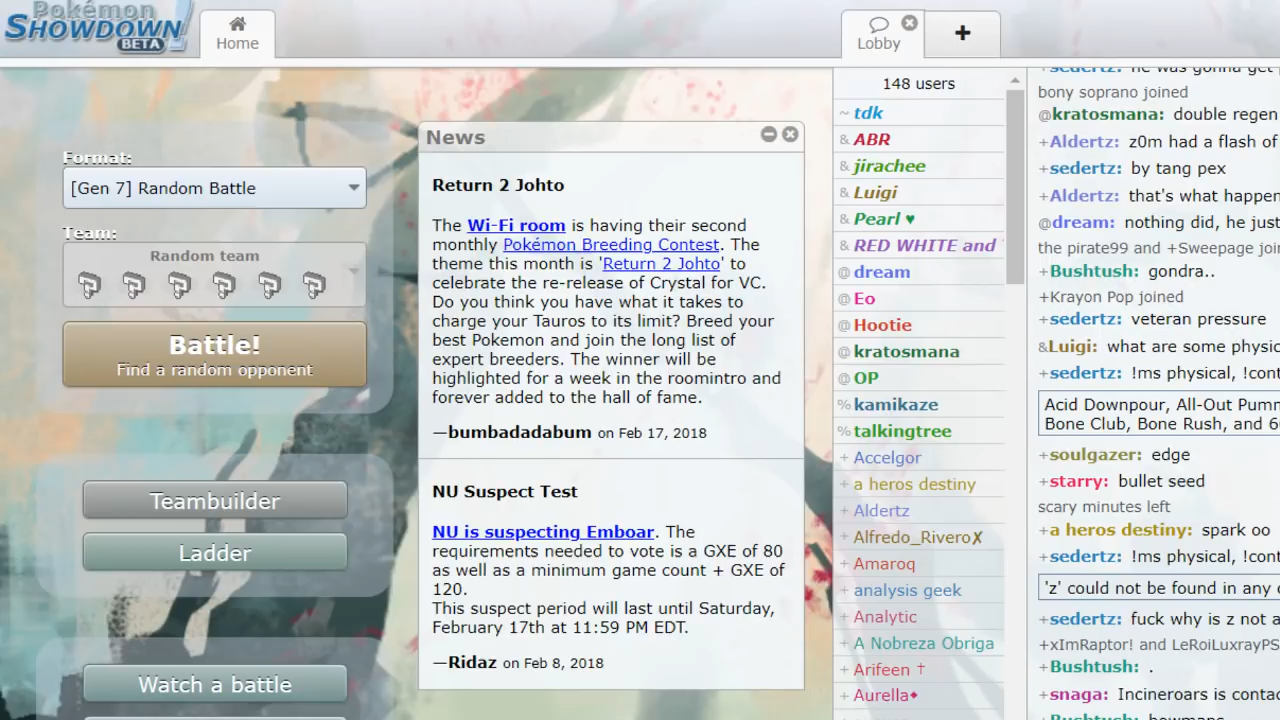 Pokémon
SHOWDOWN!
BETA
Home
Lobby
Format:
[Gen 7] Random Battle
Team:
Random team
Battle!
Find a random opponent
Teambuilder
Ladder
Watch a battle
News
Return 2 Johto
The Wi-Fi room is having their second
monthly Pokémon Breeding Contest. The
theme this month is 'Return 2 Johto' to
celebrate the re-release of Crystal for VC.
Do you think you have what it takes to
charge your Tauros to its limit? Breed your
best Pokemon and join the long list of
expert breeders. The winner will be
highlighted for a week in the roomintro and
forever added to the hall of fame.
—bumbadadabum on Feb 17, 2018
NU Suspect Test
NU is suspecting Emboar. The
requirements needed to vote is a GXE of 80
as well as a minimum game count + GXE of
120.
This suspect period will last until Saturday,
February 17th at 11:59 PM EDT.
—Ridaz on Feb 8, 2018
148 users
~ tdk
& ABR
& jirachee
& Luigi
& Pearl ♥
& RED WHITE and
@ dream
@ Eo
@ Hootie
@ kratosmana
@ OP
% kamikaze
% talkingtree
+ Accelgor
+ a heros destiny
+ Aldertz
+ Alfredo_Rivero✗
+ Amaroq
+ analysis geek
+ Analytic
+ A Nobreza Obriga
+ Arifeen †
+ Aurella♦
+sedertz: he was gonna get
bony soprano joined
@kratosmana: double regen
+Aldertz: z0m had a flash of
+sedertz: by tang pex
+Aldertz: that's what happen
@dream: nothing did, he just
the pirate99 and +Sweepage join
+Bushtush: gondra..
+Krayon Pop joined
+sedertz: veteran pressure
&Luigi: what are some physic
+sedertz: !ms physical, !cont
Acid Downpour, All-Out Pumm
Bone Club, Bone Rush, and 6
+soulgazer: edge
+starry: bullet seed
scary minutes left
+a heros destiny: spark oo
+sedertz: !ms physical, !cont
'z' could not be found in any
+sedertz: fuck why is z not a
+xImRaptor! and LeRoiLuxrayPS
+Bushtush: .
+snaga: Incineroars is contac
+Bushtush: bowmans